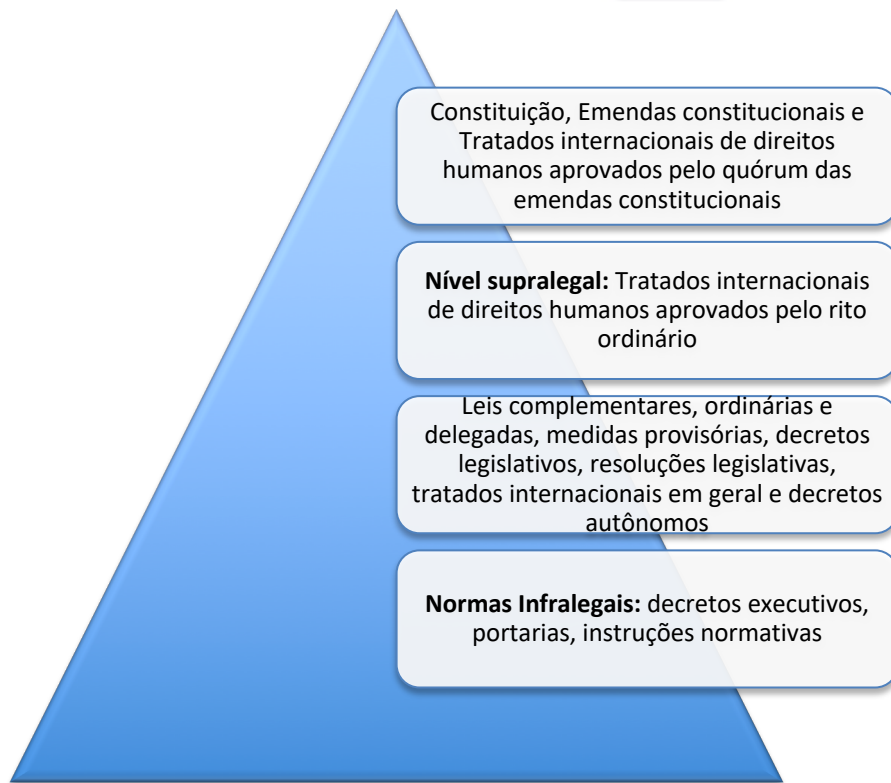 Constituição, Emendas constitucionais e
Tratados internacionais de direitos
humanos aprovados pelo quórum das
emendas constitucionais
Nível supralegal: Tratados internacionais
de direitos humanos aprovados pelo rito
ordinário
Leis complementares, ordinárias e
delegadas, medidas provisórias, decretos
legislativos, resoluções legislativas,
tratados internacionais em geral e decretos
autônomos
Normas Infralegais: decretos executivos,
portarias, instruções normativas